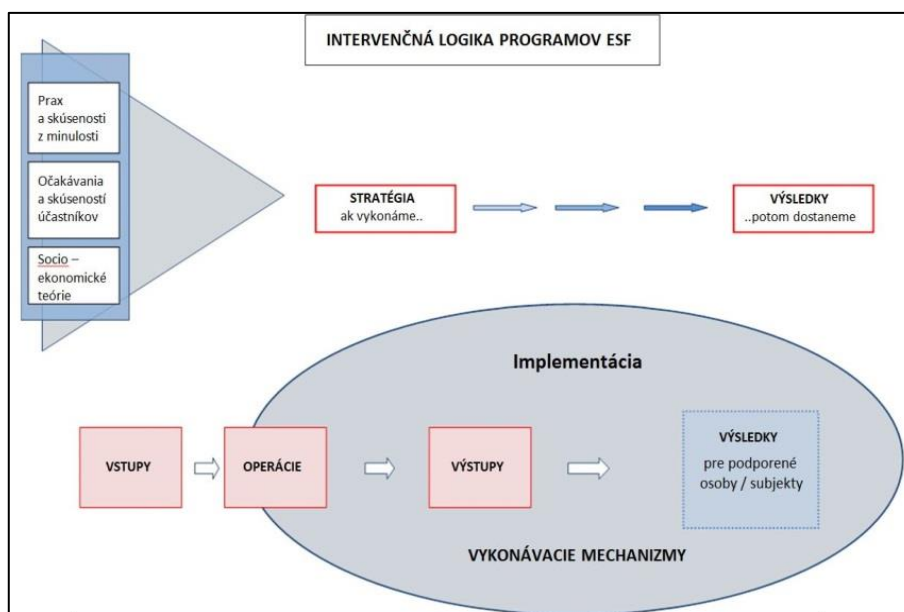 INTERVENČNÁ LOGIKA PROGRAMOV ESF
Prax
a skúsenosti
z minulosti
Očakávania
a skúseností
účastníkov
Socio –
ekonomické
teórie
STRATÉGIA
ak vykonáme..
VÝSLEDKY
..potom dostaneme
Implementácia
VSTUPY
OPERÁCIE
VÝSTUPY
VÝSLEDKY
pre podporené
osoby / subjekty
VYKONÁVACIE MECHANIZMY